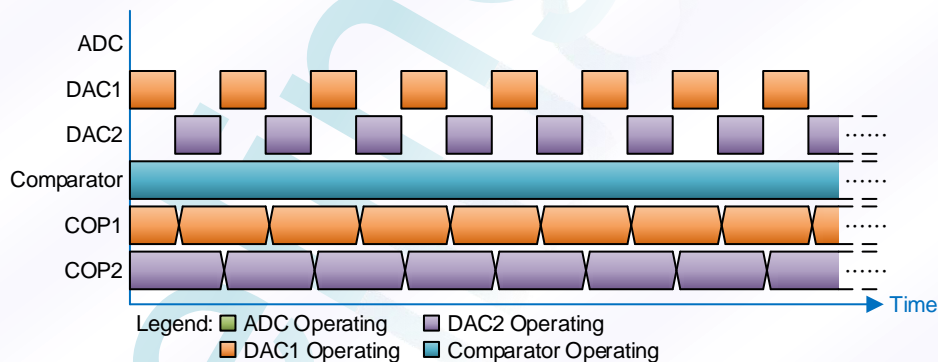 ADC
DAC1
DAC2
......
Comparator
......
COP1
......
COP2
......
Time
Legend: ADC Operating DAC2 Operating
DAC1 Operating Comparator Operating